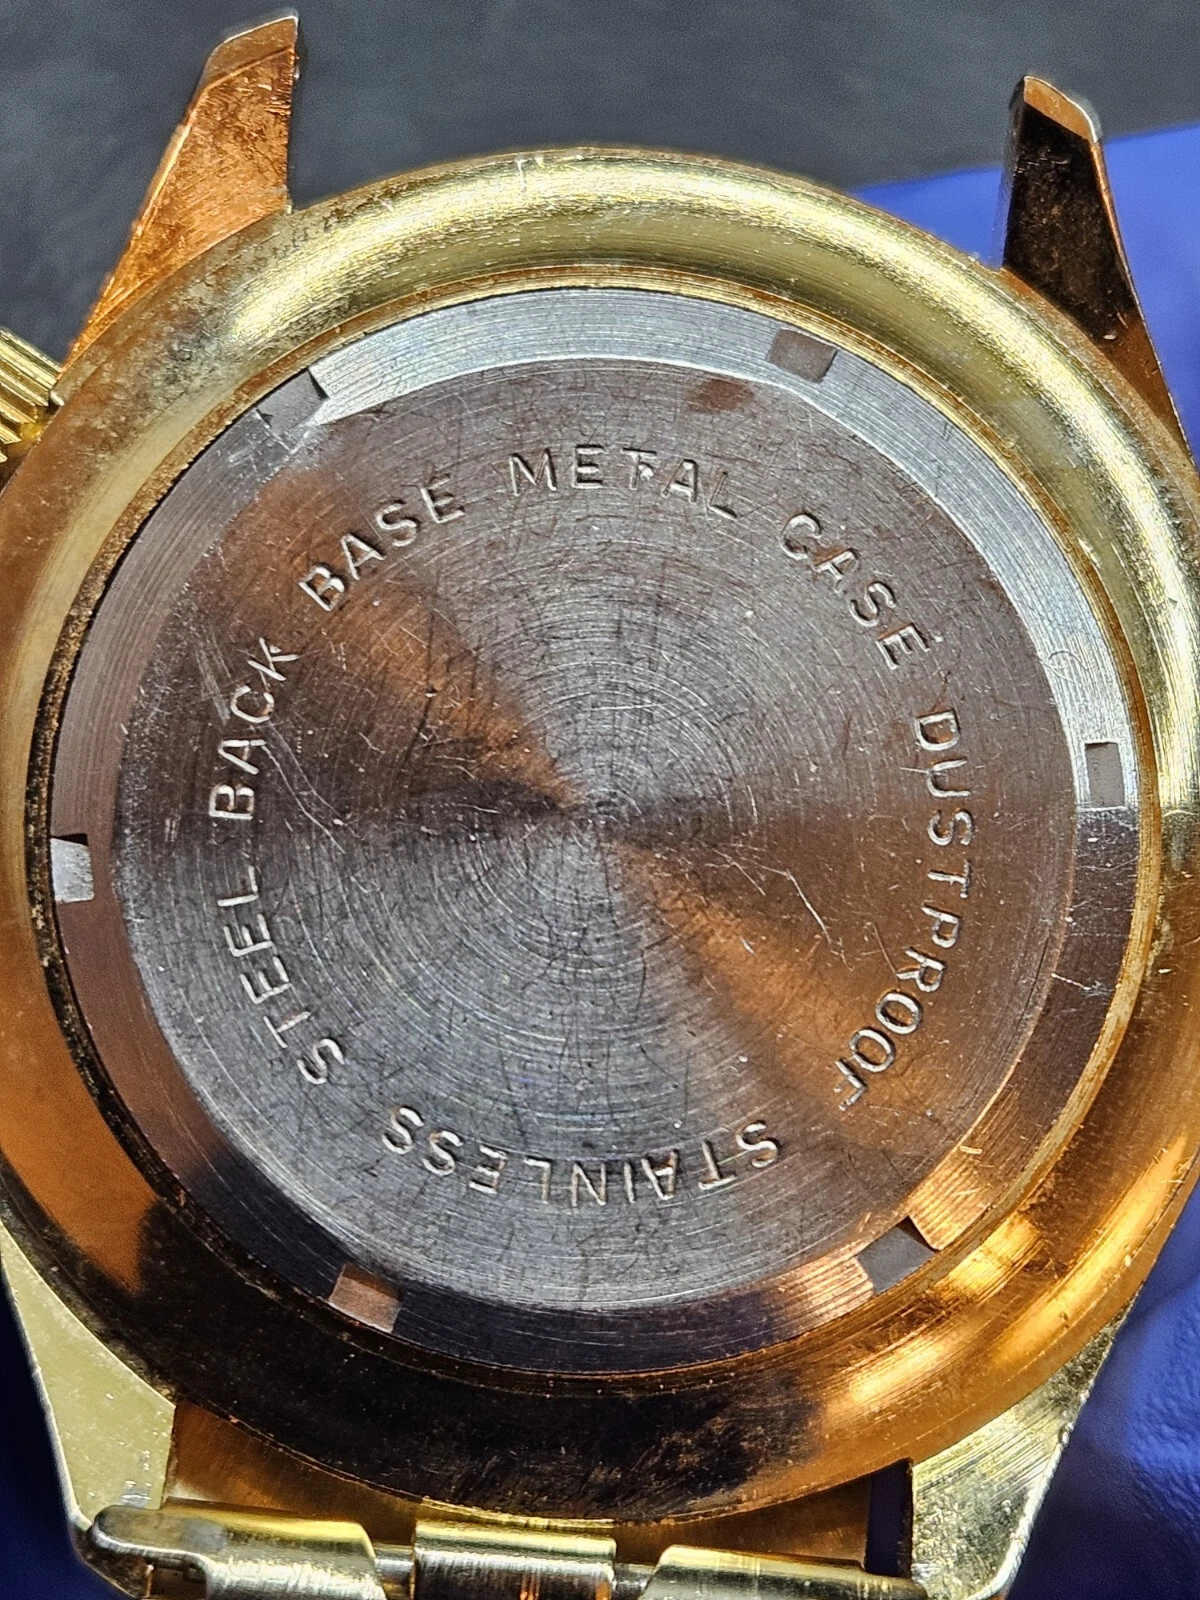 BASE METAL CASE DUSTPROOF
STAINLESS STEEL BACK